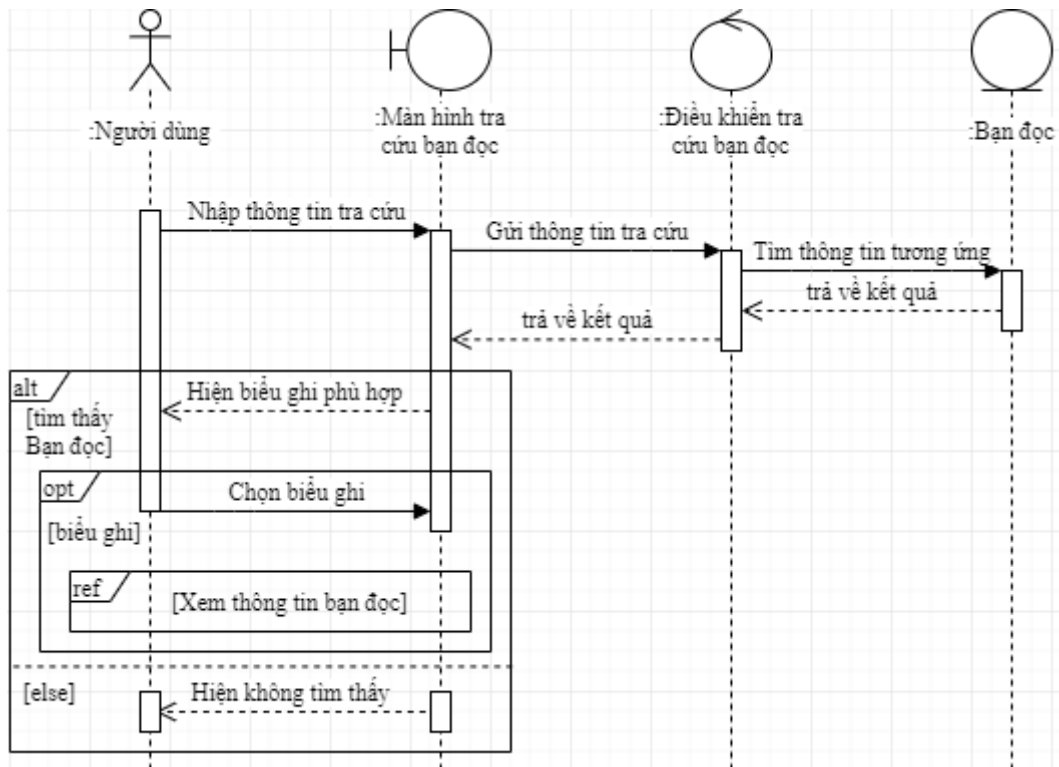 :Người dùng
:Màn hình tra
cứu bạn đọc
:Điều khiển tra
cứu bạn đọc
:Bạn đọc
Nhập thông tin tra cứu
Gửi thông tin tra cứu
Tìm thông tin tương ứng
trả về kết quả
trả về kết quả
alt
Hiện biểu ghi phù hợp
[tìm thấy
Bạn đọc]
opt
Chọn biểu ghi
[biểu ghi]
ref
[Xem thông tin bạn đọc]
[else]
Hiện không tìm thấy